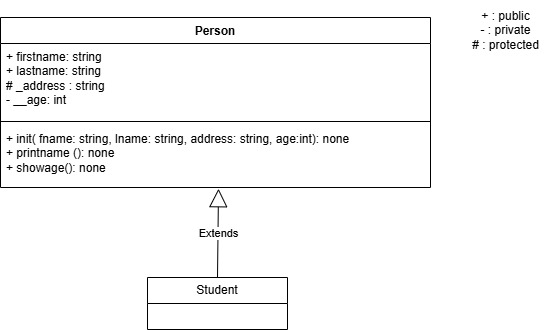 Person
+ : public
- : private
# : protected
+ firstname: string
+ lastname: string
# _address : string
- __age: int
+ init( fname: string, lname: string, address: string, age:int): none
+ printname (): none
+ showage(): none
Extends
Student